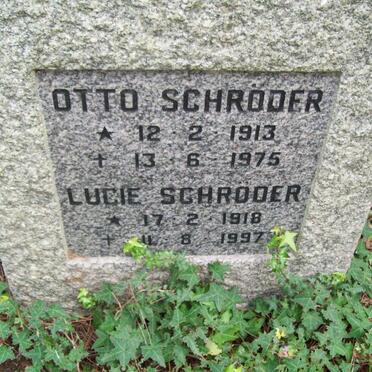 OTTO SCHRÖDER
* 12·2·1913
† 13·6·1975
LUCIE SCHRÖDER
* 17·2·1918
† 11·8·1997